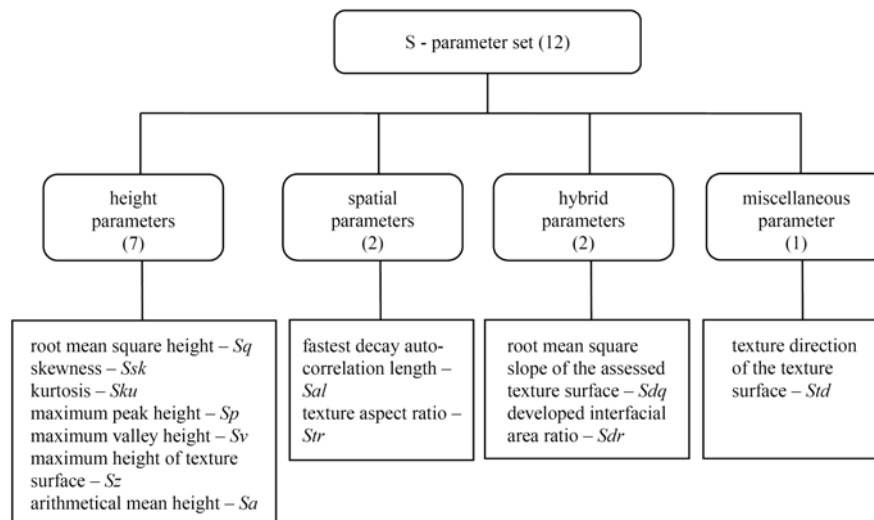 S - parameter set (12)
height
parameters
(7)
spatial
parameters
(2)
hybrid
parameters
(2)
miscellaneous
parameter
(1)
root mean square height – Sq
skewness – Ssk
kurtosis – Sku
maximum peak height – Sp
maximum valley height – Sv
maximum height of texture
surface – Sz
arithmetical mean height – Sa
fastest decay auto-
correlation length –
Sal
texture aspect ratio –
Str
root mean square
slope of the assessed
texture surface – Sdq
developed interfacial
area ratio – Sdr
texture direction
of the texture
surface – Std